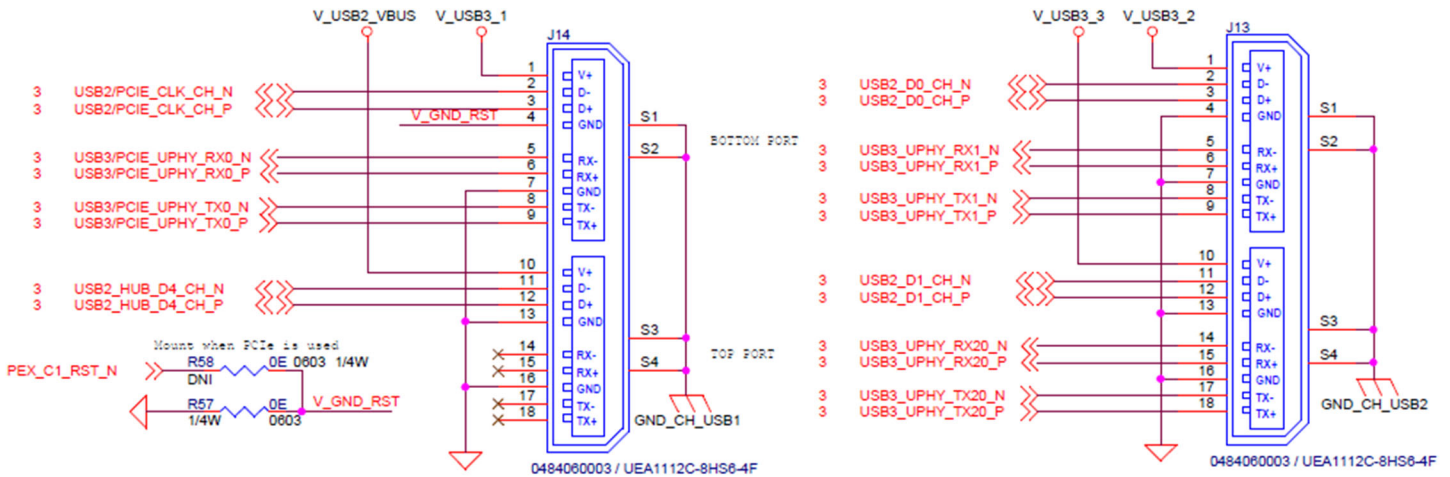 V_USB2_VBUS V_USB3_1
J14
1 V+
3 USB2/PCIE_CLK_CH_N 2 D-
3 USB2/PCIE_CLK_CH_P 3 D+
V_GND_RST 4 GND S1
BOTTOM PORT
3 USB3/PCIE_UPHY_RX0_N 5 RX- S2
3 USB3/PCIE_UPHY_RX0_P 6 RX+
7 GND
3 USB3/PCIE_UPHY_TX0_N 8 TX-
3 USB3/PCIE_UPHY_TX0_P 9 TX+
10 V+
3 USB2_HUB_D4_CH_N 11 D-
3 USB2_HUB_D4_CH_P 12 D+
13 GND
S3
Mount when PCIe is used
14 RX-
TOP PORT
PEX_C1_RST_N R58 0E 0603 1/4W 15 RX+ S4
DNI
16 GND
R57 0E V_GND_RST 17 TX-
1/4W 0603
18 TX+
GND_CH_USB1
0484060003 / UEA1112C-8HS6-4F
V_USB3_3 V_USB3_2
J13
1 V+
3 USB2_D0_CH_N 2 D-
3 USB2_D0_CH_P 3 D+
4 GND S1
3 USB3_UPHY_RX1_N 5 RX- S2
3 USB3_UPHY_RX1_P 6 RX+
7 GND
3 USB3_UPHY_TX1_N 8 TX-
3 USB3_UPHY_TX1_P 9 TX+
10 V+
3 USB2_D1_CH_N 11 D-
3 USB2_D1_CH_P 12 D+
13 GND
S3
3 USB3_UPHY_RX20_N 14 RX-
3 USB3_UPHY_RX20_P 15 RX+ S4
16 GND
3 USB3_UPHY_TX20_N 17 TX-
3 USB3_UPHY_TX20_P 18 TX+
GND_CH_USB2
0484060003 / UEA1112C-8HS6-4F